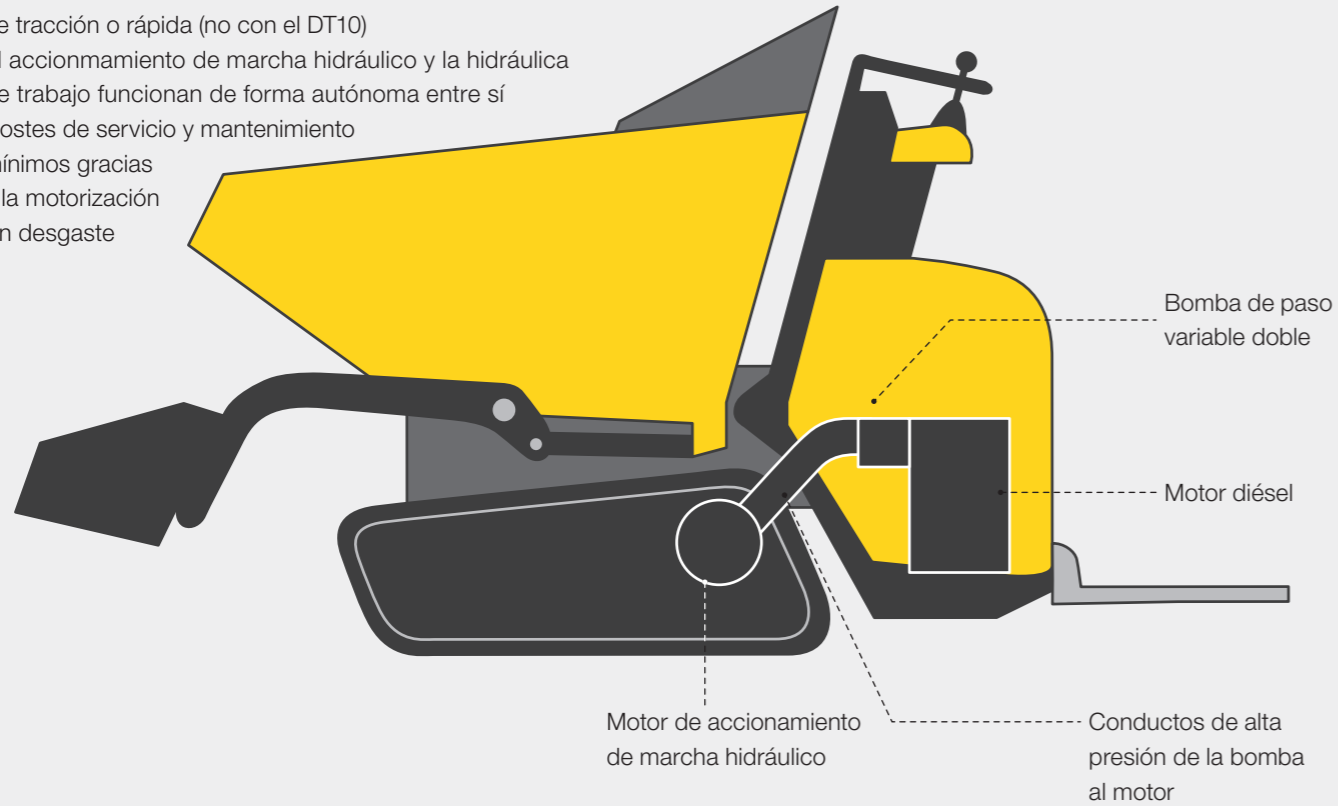 e tracción o rápida (no con el DT10)
l accionmamiento de marcha hidráulico y la hidráulica
e trabajo funcionan de forma autónoma entre sí
ostes de servicio y mantenimiento
ínimos gracias
la motorización
n desgaste
Bomba de paso
variable doble
Motor diésel
Motor de accionamiento
de marcha hidráulico
Conductos de alta
presión de la bomba
al motor